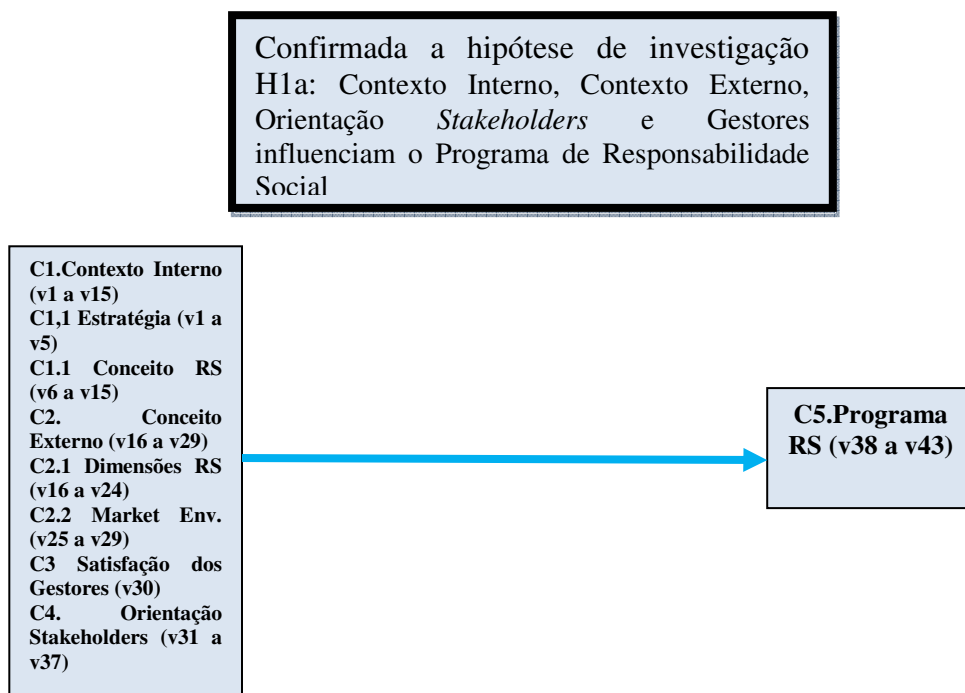 Confirmada a hipótese de investigação
H1a: Contexto Interno, Contexto Externo,
Orientação Stakeholders e Gestores
influenciam o Programa de Responsabilidade
Social
C1.Contexto Interno
(v1 a v15)
C1,1 Estratégia (v1 a
v5)
C1.1 Conceito RS
(v6 a v15)
C2. Conceito
Externo (v16 a v29)
C2.1 Dimensões RS
(v16 a v24)
C2.2 Market Env.
(v25 a v29)
C3 Satisfação dos
Gestores (v30)
C4. Orientação
Stakeholders (v31 a
v37)
C5.Programa
RS (v38 a v43)